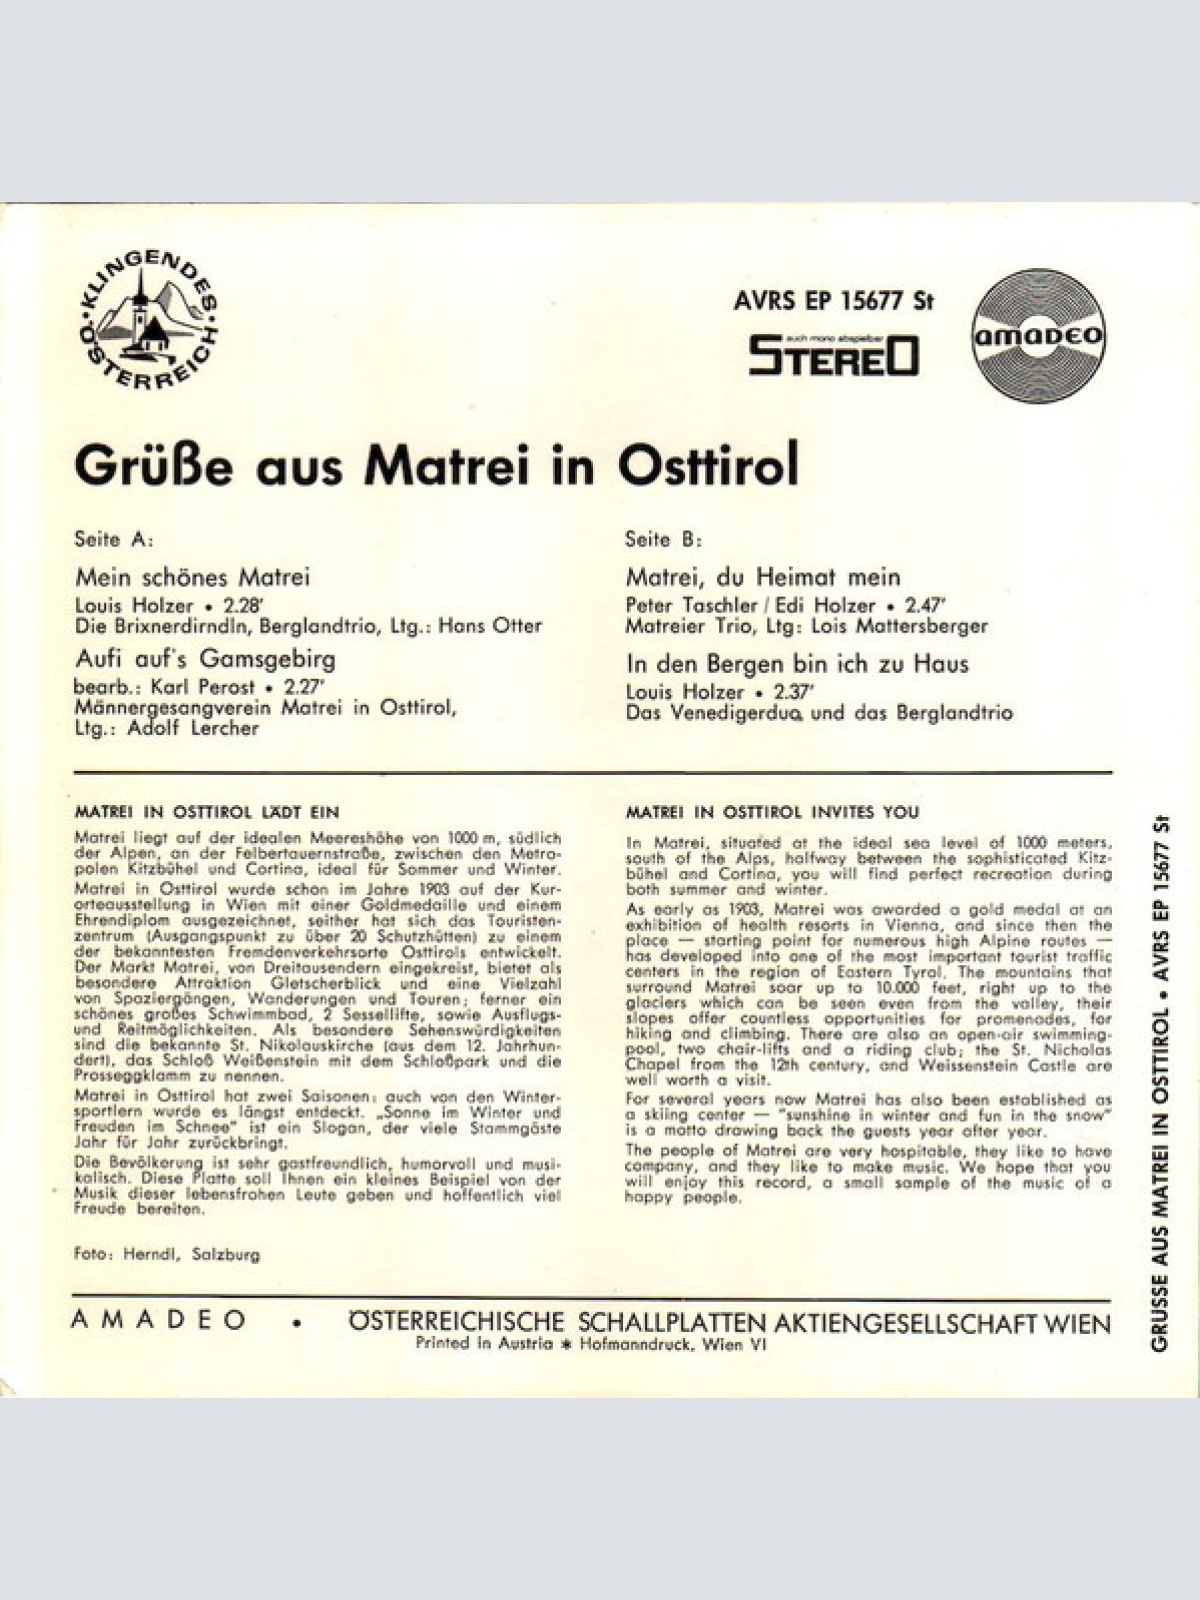 KLINGENDES
ÖSTERREICH
AVRS EP 15677 St
auch mono abspielbar
STEREO
AMADEO
Grüße aus Matrei in Osttirol
Seite A:
Mein schönes Matrei
Louis Holzer • 2.28'
Die Brixnerdirndln, Berglandtrio, Ltg.: Hans Otter
Aufi auf's Gamsgebirg
bearb.: Karl Perost • 2.27'
Männergesangverein Matrei in Osttirol,
Ltg.: Adolf Lercher
Seite B:
Matrei, du Heimat mein
Peter Taschler / Edi Holzer • 2.47'
Matreier Trio, Ltg: Lois Mattersberger
In den Bergen bin ich zu Haus
Louis Holzer • 2.37'
Das Venedigerduo und das Berglandtrio
MATREI IN OSTTIROL LÄDT EIN
Matrei liegt auf der idealen Meereshöhe von 1000 m, südlich
der Alpen, an der Felbertauernstraße, zwischen den Metro-
polen Kitzbühel und Cortina, ideal für Sommer und Winter.
Matrei in Osttirol wurde schon im Jahre 1903 auf der Kur-
orteausstellung in Wien mit einer Goldmedaille und einem
Ehrendiplom ausgezeichnet, seither hat sich das Touristen-
zentrum (Ausgangspunkt zu über 20 Schutzhütten) zu einem
der bekanntesten Fremdenverkehrsorte Osttirols entwickelt.
Der Markt Matrei, von Dreitausendern eingekreist, bietet als
besondere Attraktion Gletscherblick und eine Vielzahl
von Spaziergängen, Wanderungen und Touren; ferner ein
schönes großes Schwimmbad, 2 Sessellifte, sowie Ausflugs-
und Reitmöglichkeiten. Als besondere Sehenswürdigkeiten
sind die bekannte St. Nikolauskirche (aus dem 12. Jahrhun-
dert), das Schloß Weißenstein mit dem Schloßpark und die
Prosseggklamm zu nennen.
Matrei in Osttirol hat zwei Saisonen; auch von den Winter-
sportlern wurde es längst entdeckt. „Sonne im Winter und
Freuden im Schnee" ist ein Slogan, der viele Stammgäste
Jahr für Jahr zurückbringt.
Die Bevölkerung ist sehr gastfreundlich, humorvoll und musi-
kalisch. Diese Platte soll Ihnen ein kleines Beispiel von der
Musik dieser lebensfrohen Leute geben und hoffentlich viel
Freude bereiten.
Foto: Herndl, Salzburg
MATREI IN OSTTIROL INVITES YOU
In Matrei, situated at the ideal sea level of 1000 meters,
south of the Alps, halfway between the sophisticated Kitz-
bühel and Cortina, you will find perfect recreation during
both summer and winter.
As early as 1903, Matrei was awarded a gold medal at an
exhibition of health resorts in Vienna, and since then the
place — starting point for numerous high Alpine routes —
has developed into one of the most important tourist traffic
centers in the region of Eastern Tyrol. The mountains that
surround Matrei soar up to 10.000 feet, right up to the
glaciers which can be seen even from the valley, their
slopes offer countless opportunities for promenades, for
hiking and climbing. There are also an open-air swimming-
pool, two chair-lifts and a riding club; the St. Nicholas
Chapel from the 12th century, and Weissenstein Castle are
well worth a visit.
For several years now Matrei has also been established as
a skiing center — "sunshine in winter and fun in the snow"
is a motto drawing back the guests year after year.
The people of Matrei are very hospitable, they like to have
company, and they like to make music. We hope that you
will enjoy this record, a small sample of the music of a
happy people.
AMADEO • ÖSTERREICHISCHE SCHALLPLATTEN AKTIENGESELLSCHAFT WIEN
Printed in Austria * Hofmanndruck, Wien VI
GRÜSSE AUS MATREI IN OSTTIROL • AVRS EP 15677 St